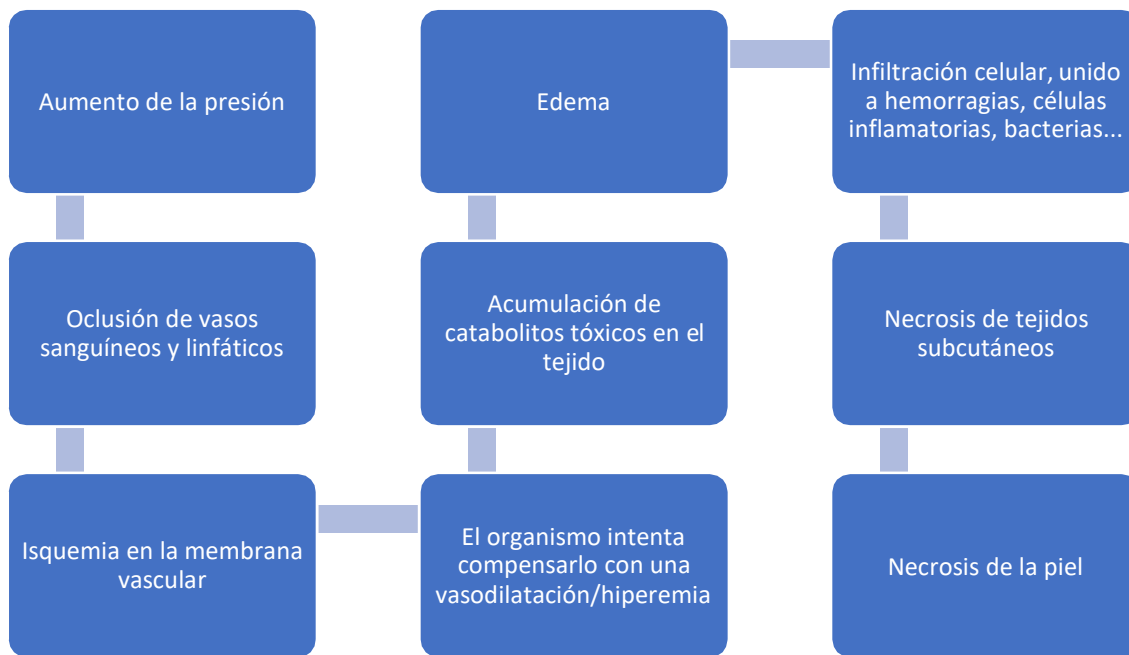 Aumento de la presión
Oclusión de vasos
sanguíneos y linfáticos
Isquemia en la membrana
vascular
El organismo intenta
compensarlo con una
vasodilatación/hiperemia
Acumulación de
catabolitos tóxicos en el
tejido
Edema
Infiltración celular, unido
a hemorragias, células
inflamatorias, bacterias...
Necrosis de tejidos
subcutáneos
Necrosis de la piel